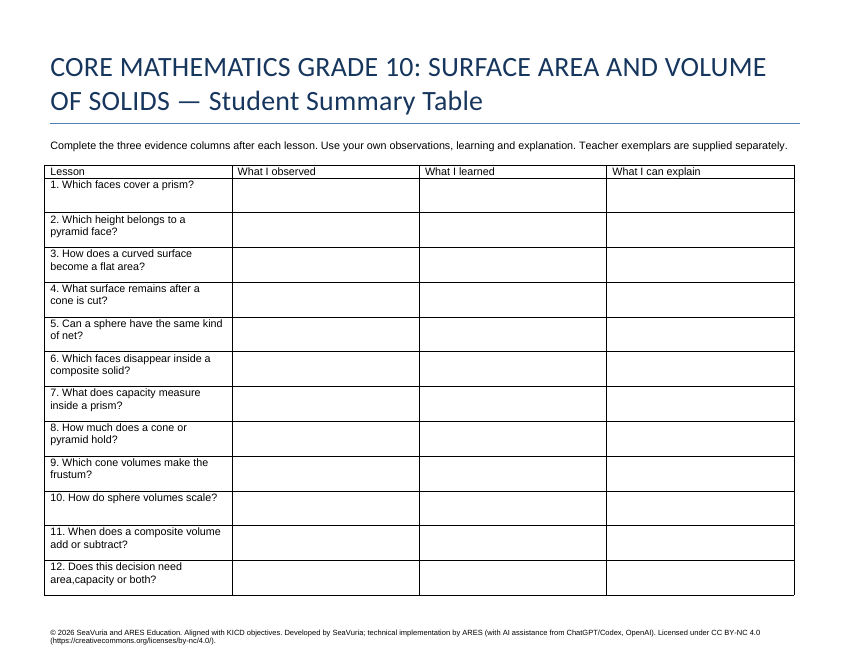 CORE MATHEMATICS GRADE 10: SURFACE AREA AND VOLUME
OF SOLIDS — Student Summary Table
Complete the three evidence columns after each lesson. Use your own observations, learning and explanation. Teacher exemplars are supplied separately.
Lesson What I observed What I learned What I can explain
1. Which faces cover a prism?
2. Which height belongs to a
pyramid face?
3. How does a curved surface
become a flat area?
4. What surface remains after a
cone is cut?
5. Can a sphere have the same kind
of net?
6. Which faces disappear inside a
composite solid?
7. What does capacity measure
inside a prism?
8. How much does a cone or
pyramid hold?
9. Which cone volumes make the
frustum?
10. How do sphere volumes scale?
11. When does a composite volume
add or subtract?
12. Does this decision need
area,capacity or both?
© 2026 SeaVuria and ARES Education. Aligned with KICD objectives. Developed by SeaVuria; technical implementation by ARES (with AI assistance from ChatGPT/Codex, OpenAI). Licensed under CC BY-NC 4.0
(https://creativecommons.org/licenses/by-nc/4.0/).